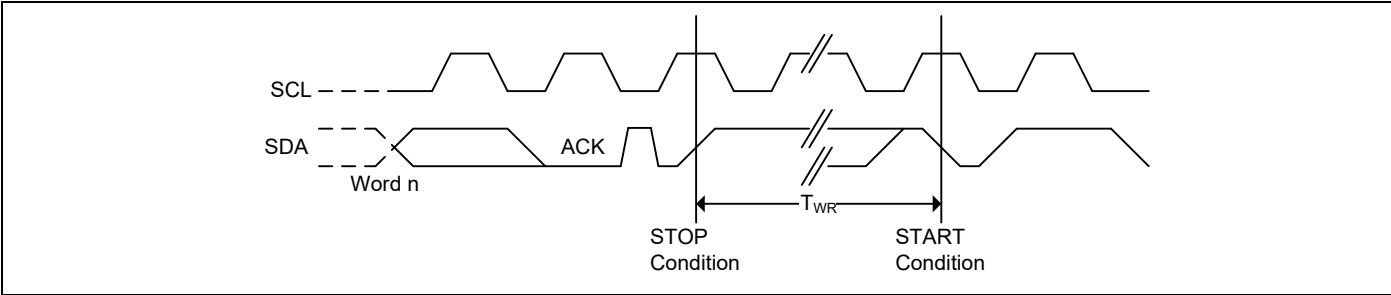 SCL
SDA
ACK
Word n
TWR
STOP
Condition
START
Condition